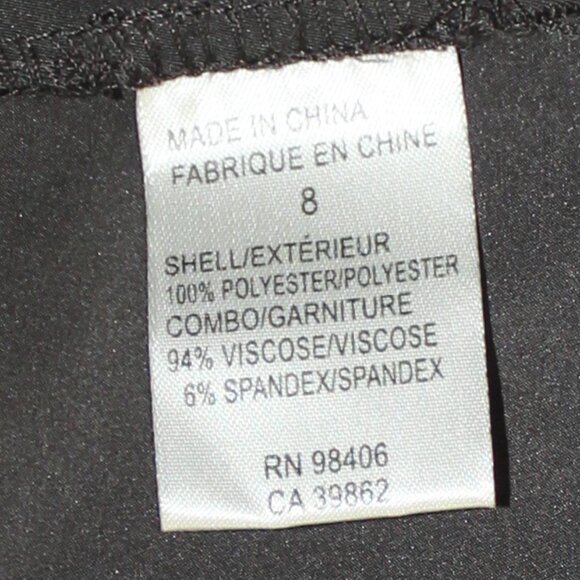 MADE IN CHINA
FABRIQUE EN CHINE
8
SHELL/EXTÉRIEUR
100% POLYESTER/POLYESTER
COMBO/GARNITURE
94% VISCOSE/VISCOSE
6% SPANDEX/SPANDEX
RN 98406
CA 39862